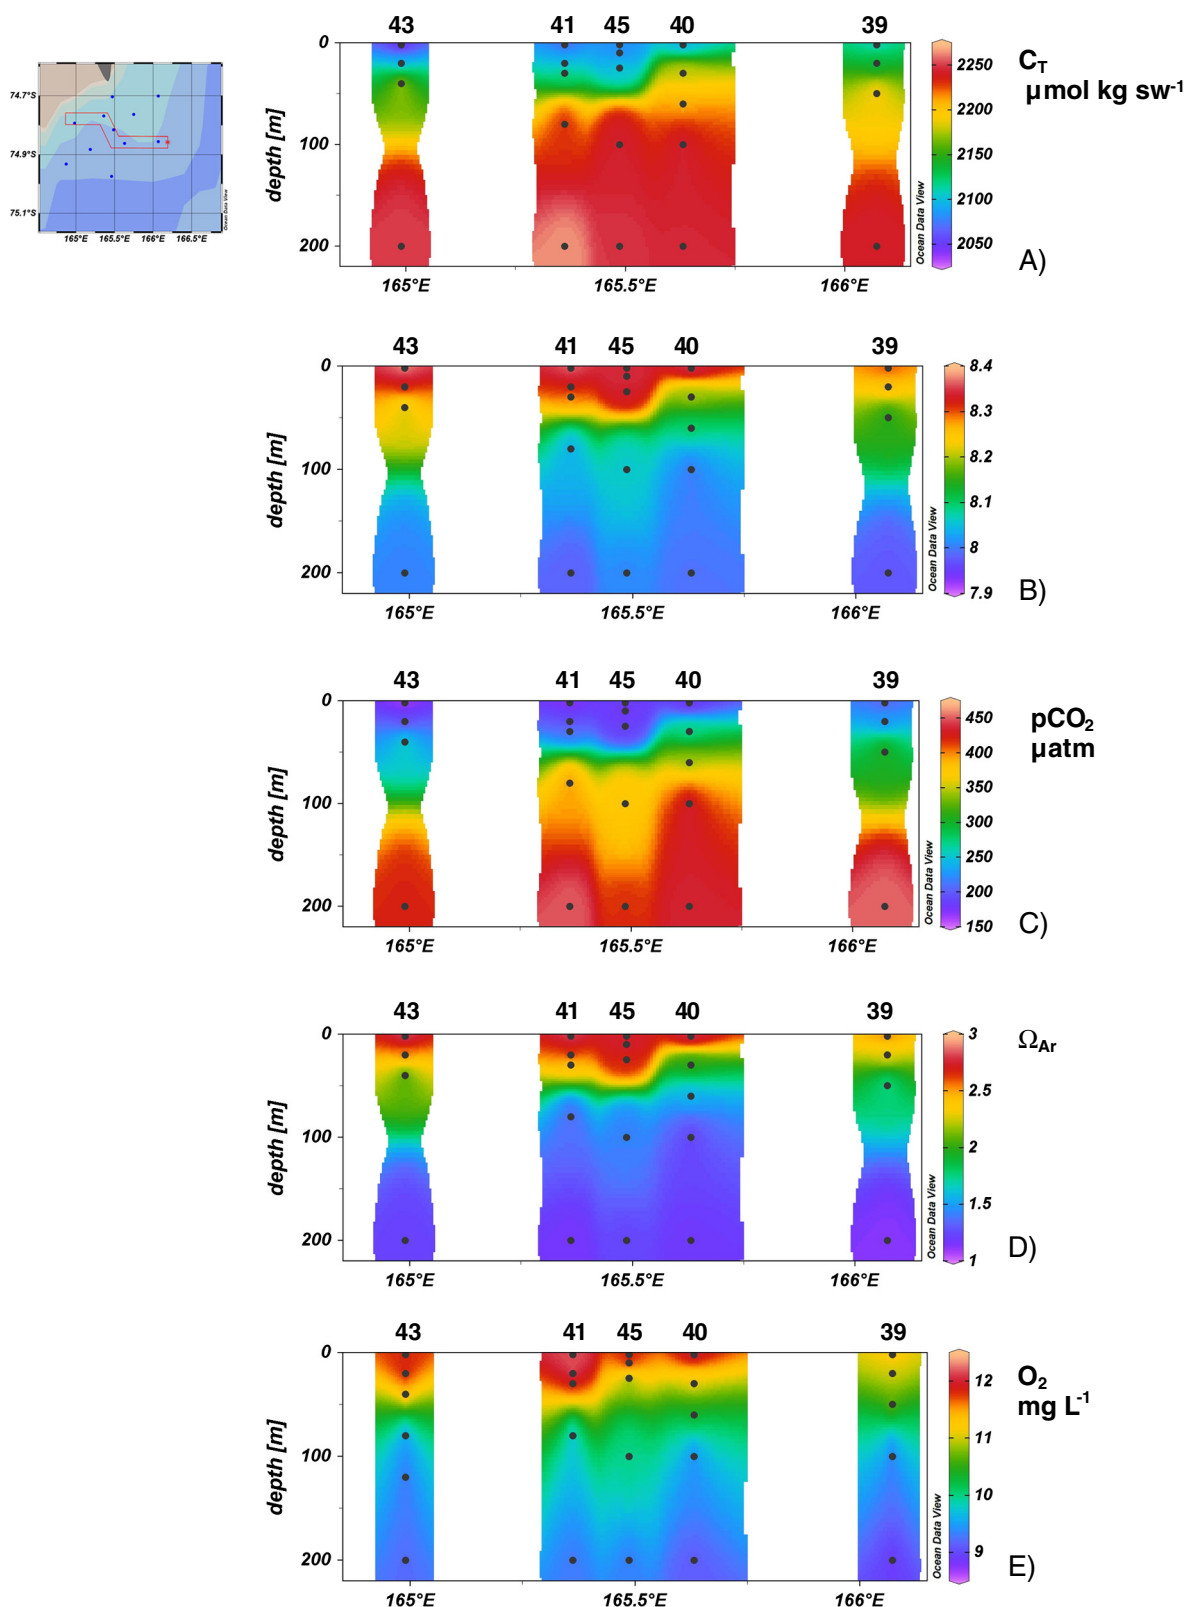 74.7°S
74.9°S
75.1°S
165°E 165.5°E 166°E 166.5°E
Ocean Data View
43 41 45 40 39
0
100
200
depth [m]
165°E 165.5°E 166°E
Ocean Data View
2250
2200
2150
2100
2050
CT
µmol kg sw-1
A)
43 41 45 40 39
0
100
200
depth [m]
165°E 165.5°E 166°E
Ocean Data View
8.4
8.3
8.2
8.1
8
7.9
B)
43 41 45 40 39
0
100
200
depth [m]
165°E 165.5°E 166°E
Ocean Data View
450
400
350
300
250
200
150
pCO2
µatm
C)
43 41 45 40 39
0
100
200
depth [m]
165°E 165.5°E 166°E
Ocean Data View
3
2.5
2
1.5
1
ΩAr
D)
43 41 45 40 39
0
100
200
depth [m]
165°E 165.5°E 166°E
Ocean Data View
12
11
10
9
O2
mg L-1
E)